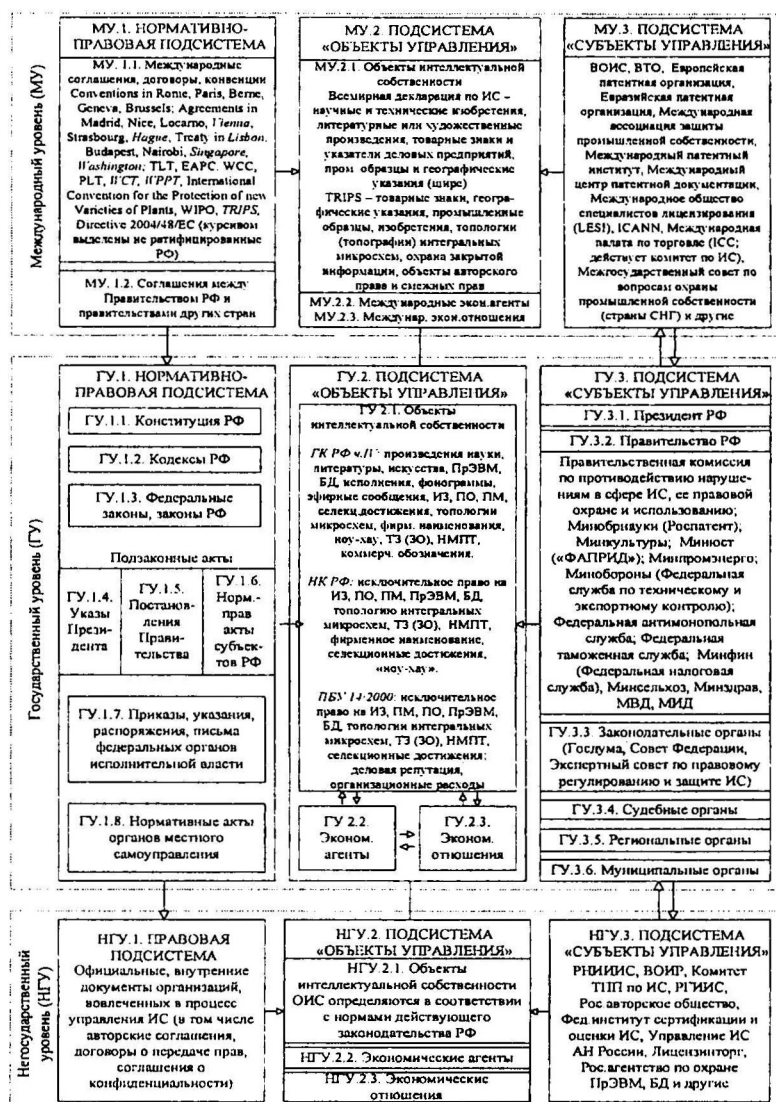 Международный уровень (МУ)
МУ.1. НОРМАТИВНО-
ПРАВОВАЯ ПОДСИСТЕМА
МУ. 1.1. Международные
соглашения, договоры, конвенции
Conventions in Rome, Paris, Berne,
Geneva, Brussels; Agreements in
Madrid, Nice, Locarno, Vienna,
Strasbourg, Hague, Treaty in Lisbon,
Budapest, Nairobi, Singapore,
Washington; TLT, EAPC, WCC,
PLT, WCT, WPPT, International
Convention for the Protection of new
Varieties of Plants, WIPO, TRIPS,
Directive 2004/48/EC (курсивом
выделены не ратифицированные
РФ)
МУ. 1.2. Соглашения между
Правительством РФ и
правительствами других стран
МУ.2. ПОДСИСТЕМА
«ОБЪЕКТЫ УПРАВЛЕНИЯ»
МУ.2.1. Объекты интеллектуальной
собственности
Всемирная декларация по ИС –
научные и технические изобретения,
литературные или художественные
произведения, товарные знаки и
указатели деловых предприятий,
пром. образцы и географические
указания (шире)
TRIPS – товарные знаки, геогра-
фические указания, промышленные
образцы, изобретения, топологии
(топографии) интегральных
микросхем, охрана закрытой
информации, объекты авторского
права и смежных прав
МУ.2.2. Международные экон.агенты
МУ.2.3. Междунар. экон.отношения
МУ.3. ПОДСИСТЕМА
«СУБЪЕКТЫ УПРАВЛЕНИЯ»
ВОИС, ВТО, Европейская
патентная организация,
Евразийская патентная
организация, Международная
ассоциация защиты
промышленной собственности,
Международный патентный
институт, Международный
центр патентной документации,
Международное общество
специалистов лицензирования
(LESI), ICANN, Международная
палата по торговле (ICC;
действует комитет по ИС),
Межгосударственный совет по
вопросам охраны
промышленной собственности
(страны СНГ) и другие
Государственный уровень (ГУ)
ГУ.1. НОРМАТИВНО-
ПРАВОВАЯ ПОДСИСТЕМА
ГУ.1.1. Конституция РФ
ГУ.1.2. Кодексы РФ
ГУ.1.3. Федеральные
законы, законы РФ
Подзаконные акты
ГУ.1.4.
Указы
Прези-
дента
ГУ.1.5.
Постанов-
ления
Прави-
тельства
ГУ.1.6.
Норм.-
прав
акты
субъек-
тов РФ
ГУ.1.7. Приказы, указания,
распоряжения, письма
федеральных органов
исполнительной власти
ГУ.1.8. Нормативные акты
органов местного
самоуправления
ГУ.2. ПОДСИСТЕМА
«ОБЪЕКТЫ УПРАВЛЕНИЯ»
ГУ 2.1. Объекты
интеллектуальной собственности
ГК РФ ч.IV: произведения науки,
литературы, искусства, ПрЭВМ,
БД, исполнения, фонограммы,
эфирные сообщения, ИЗ, ПО, ПМ,
селекц.достижения, топологии
микросхем, фирм. наименования,
ноу-хау, ТЗ (ЗО), НМПТ,
коммерч. обозначения.
НК РФ: исключительное право на
ИЗ, ПО, ПМ, ПрЭВМ, БД,
топологию интегральных
микросхем, ТЗ (ЗО), НМПТ,
фирменное наименование,
селекционные достижения,
«ноу-хау».
ПБУ 14/2000: исключительное
право на ИЗ, ПМ, ПО, ПрЭВМ,
БД, топологии интегральных
микросхем, ТЗ (ЗО), НМПТ,
селекционные достижения;
деловая репутация,
организационные расходы
ГУ 2.2.
Эконом.
агенты
ГУ.2.3.
Эконом.
отношения
ГУ.3. ПОДСИСТЕМА
«СУБЪЕКТЫ УПРАВЛЕНИЯ»
ГУ.3.1. Президент РФ
ГУ.3.2. Правительство РФ
Правительственная комиссия
по противодействию наруше-
ниям в сфере ИС, ее правовой
охране и использованию;
Минобрнауки (Роспатент);
Минкультуры; Минюст
(«ФАПРИД»); Минпромэнерго;
Минобороны (Федеральная
служба по техническому и
экспортному контролю);
Федеральная антимонопольная
служба; Федеральная
таможенная служба; Минфин
(Федеральная налоговая
служба), Минсельхоз, Минздрав,
МВД, МИД
ГУ.3.3. Законодательные органы
(Госдума, Совет Федерации,
Экспертный совет по правовому
регулированию и защите ИС)
ГУ.3.4. Судебные органы
ГУ.3.5. Региональные органы
ГУ.3.6. Муниципальные органы
Негосударственный
уровень (НГУ)
НГУ.1. ПРАВОВАЯ
ПОДСИСТЕМА
Официальные, внутренние
документы организаций,
вовлеченных в процесс
управления ИС (в том числе
авторские соглашения,
договоры о передаче прав,
соглашения о
конфиденциальности)
НГУ.2. ПОДСИСТЕМА
«ОБЪЕКТЫ УПРАВЛЕНИЯ»
НГУ.2.1. Объекты
интеллектуальной собственности
ОИС определяются в соответствии
с нормами действующего
законодательства РФ
НГУ.2.2. Экономические агенты
НГУ.2.3. Экономические
отношения
НГУ.3. ПОДСИСТЕМА
«СУБЪЕКТЫ УПРАВЛЕНИЯ»
РНИИИС, ВОИР, Комитет
ТПП по ИС, РГИИС,
Рос авторское общество,
Фед.институт сертификации и
оценки ИС, Управление ИС
АН России, Лицензинторг,
Рос.агентство по охране
ПрЭВМ, БД и другие